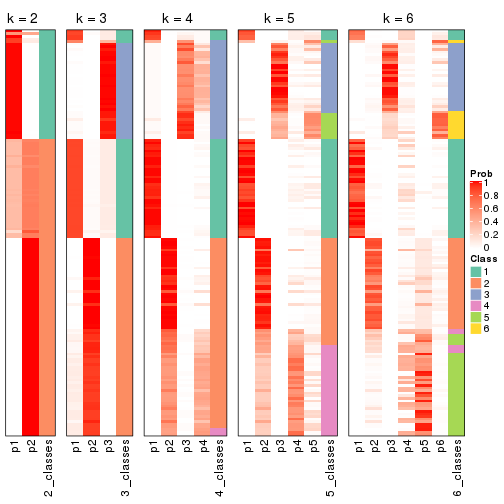 k = 2
k = 3
k = 4
k = 5
k = 6
p1
p2
2_classes
p1
p2
p3
3_classes
p1
p2
p3
p4
4_classes
p1
p2
p3
p4
p5
5_classes
p1
p2
p3
p4
p5
p6
6_classes
Prob
1
0.8
0.6
0.4
0.2
0
Class
1
2
3
4
5
6